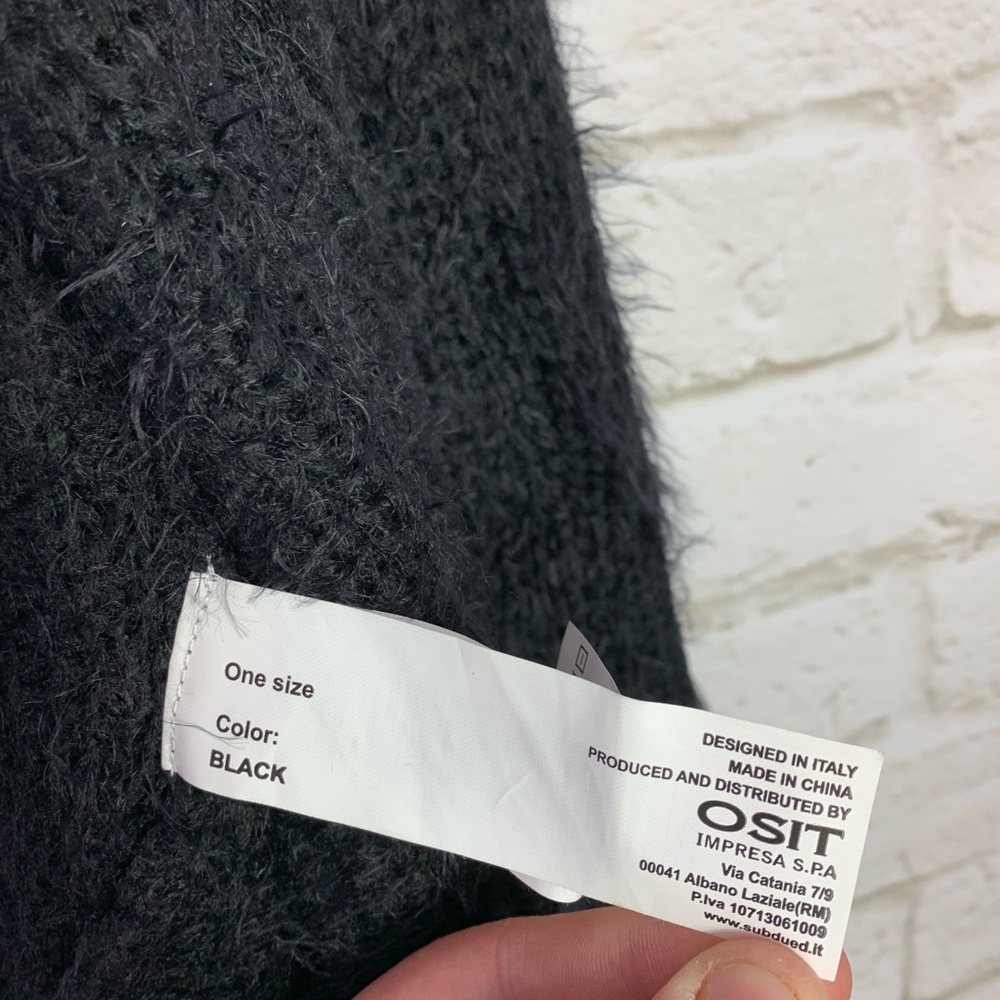 One size
Color:
BLACK
DESIGNED IN ITALY
MADE IN CHINA
PRODUCED AND DISTRIBUTED BY
OSIT
IMPRESA S.P.A
Via Catania 7/9
00041 Albano Laziale(RM)
P.Iva 10713061009
www.subdued.it